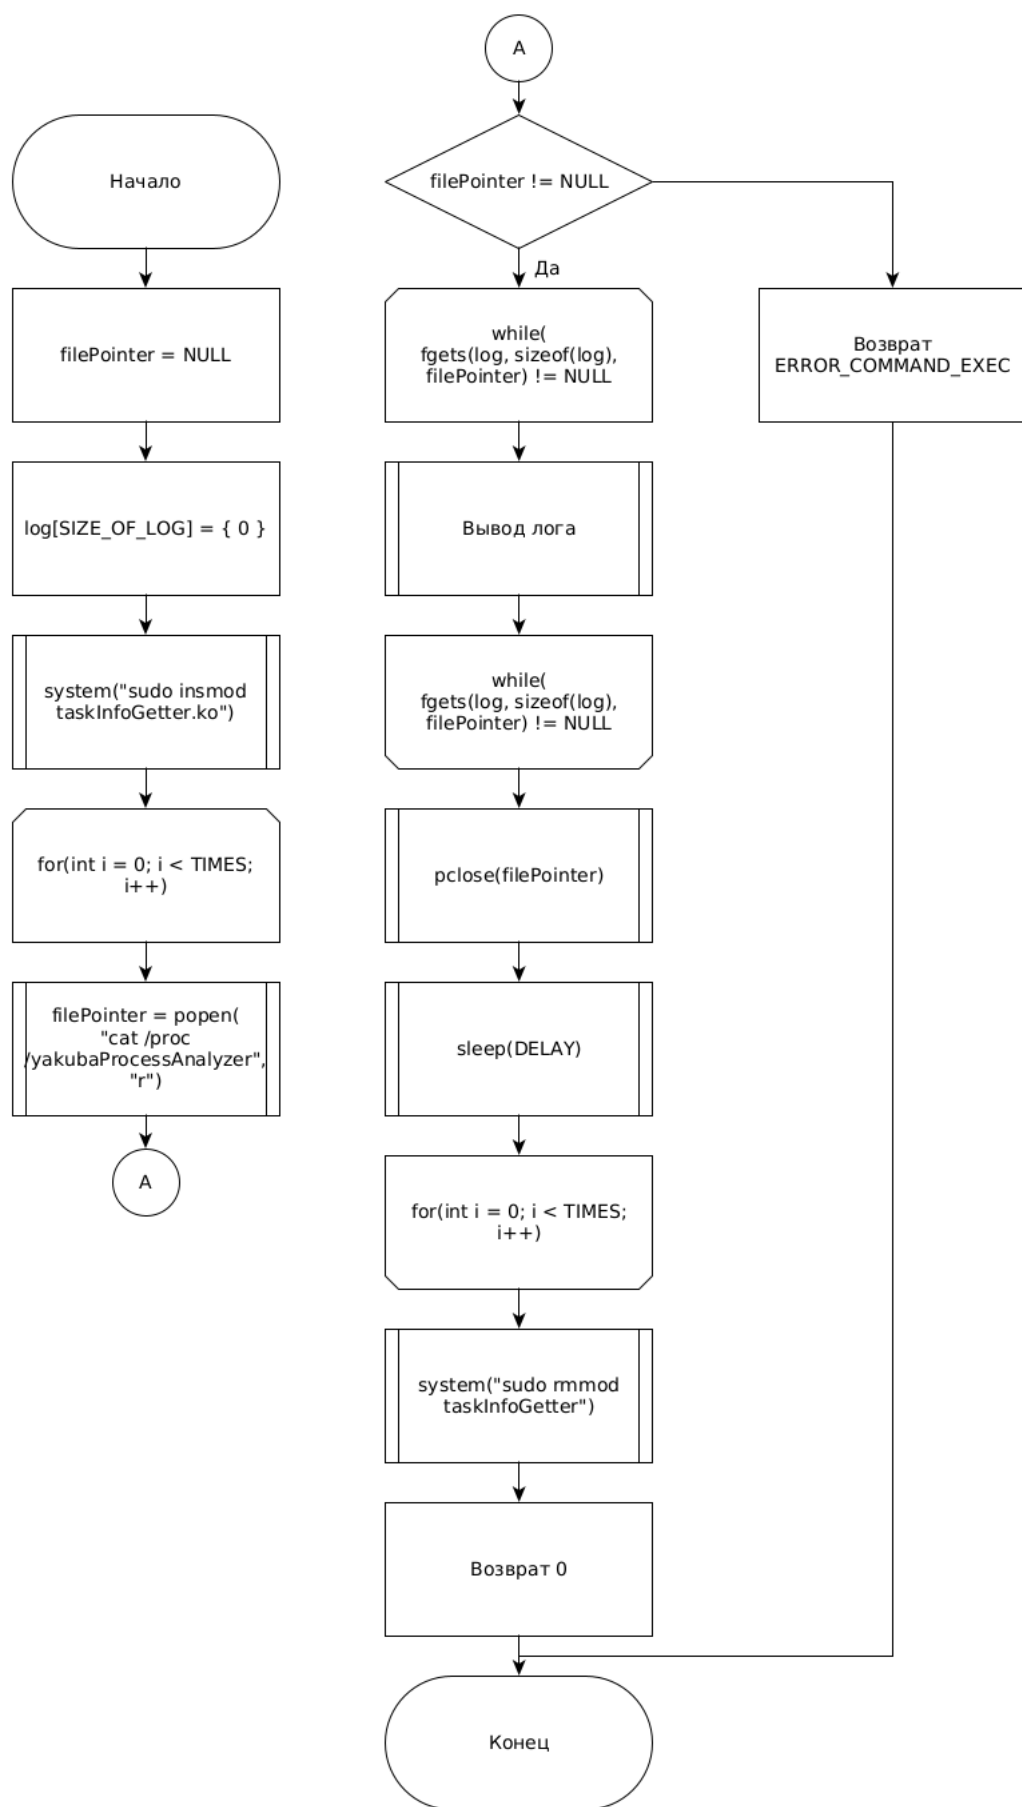 Начало
filePointer = NULL
log[SIZE_OF_LOG] = { 0 }
system("sudo insmod
taskInfoGetter.ko")
for(int i = 0; i < TIMES;
i++)
filePointer = popen(
"cat /proc
/yakubaProcessAnalyzer",
"r")
A
A
filePointer != NULL
Да
while(
fgets(log, sizeof(log),
filePointer) != NULL
Вывод лога
while(
fgets(log, sizeof(log),
filePointer) != NULL
pclose(filePointer)
sleep(DELAY)
for(int i = 0; i < TIMES;
i++)
system("sudo rmmod
taskInfoGetter")
Возврат 0
Конец
Возврат
ERROR_COMMAND_EXEC